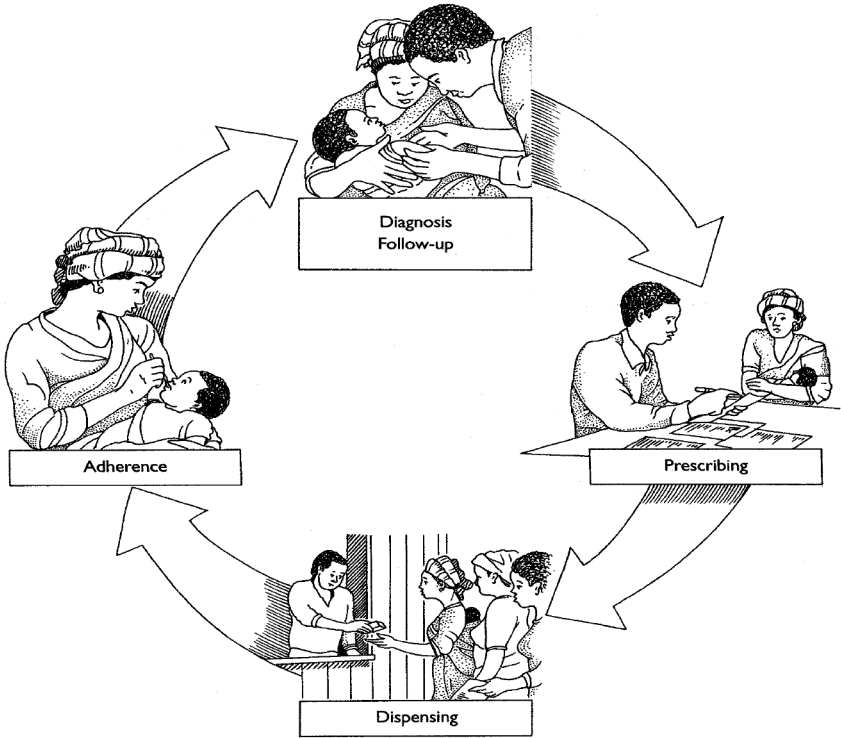 Diagnosis
Follow-up
Prescribing
Dispensing
Adherence